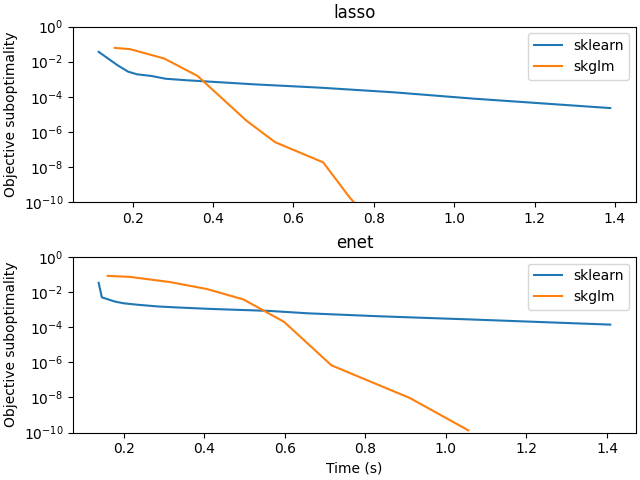 lasso
Objective suboptimality
10^0
10^-2
10^-4
10^-6
10^-8
10^-10
sklearn
skglm
0.2 0.4 0.6 0.8 1.0 1.2 1.4
enet
Objective suboptimality
10^0
10^-2
10^-4
10^-6
10^-8
10^-10
sklearn
skglm
0.2 0.4 0.6 0.8 1.0 1.2 1.4
Time (s)